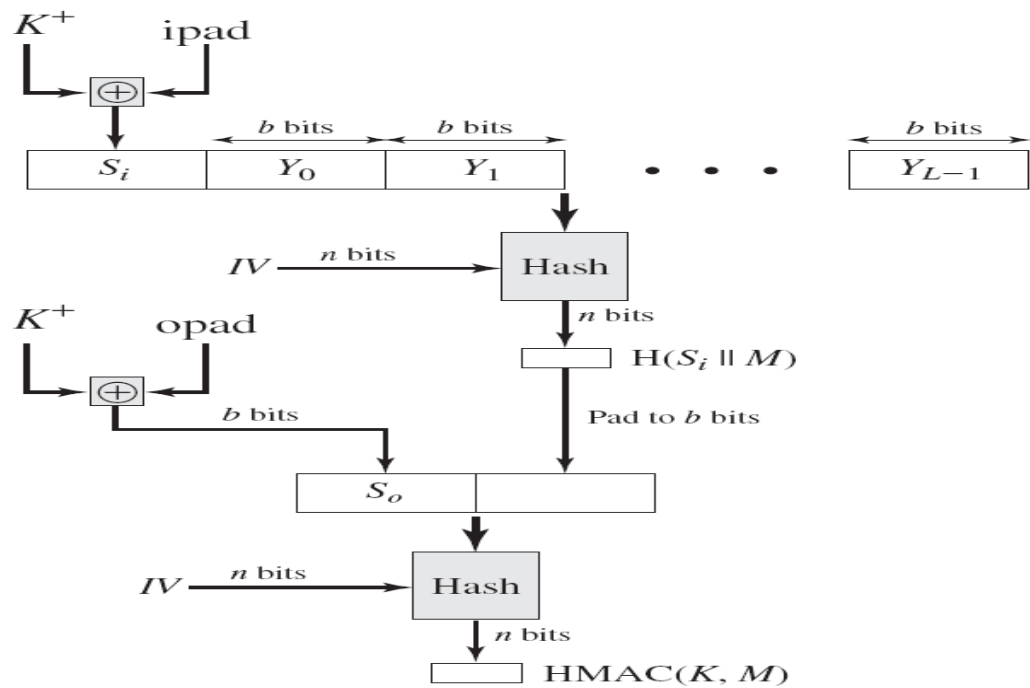 K⁺ ipad
⊕
b bits b bits b bits
Sᵢ Y₀ Y₁ • • • Y_{L−1}
IV n bits Hash
n bits
H(Sᵢ || M)
K⁺ opad
⊕
b bits
Pad to b bits
Sₒ
IV n bits Hash
n bits
HMAC(K, M)